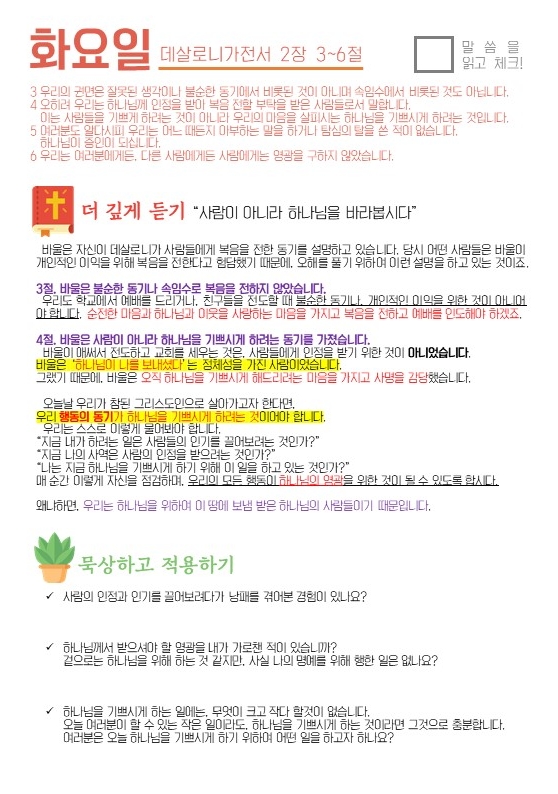 화요일 데살로니가전서 2장 3~6절
말 씀 을
읽고 체크!
3 우리의 권면은 잘못된 생각이나 불순한 동기에서 비롯된 것이 아니며 속임수에서 비롯된 것도 아닙니다.
4 오히려 우리는 하나님께 인정을 받아 복음 전할 부탁을 받은 사람들로서 말합니다.
이는 사람들을 기쁘게 하려는 것이 아니라 우리의 마음을 살피시는 하나님을 기쁘시게 하려는 것입니다.
5 여러분도 알다시피 우리는 어느 때든지 아부하는 말을 하거나 탐심의 탈을 쓴 적이 없습니다.
하나님이 증인이 되십니다.
6 우리는 여러분에게든, 다른 사람에게든 사람에게는 영광을 구하지 않았습니다.
더 깊게 듣기 “사람이 아니라 하나님을 바라봅시다”
바울은 자신이 데살로니가 사람들에게 복음을 전한 동기를 설명하고 있습니다. 당시 어떤 사람들은 바울이
개인적인 이익을 위해 복음을 전한다고 험담했기 때문에, 오해를 풀기 위하여 이런 설명을 하고 있는 것이죠.
3절. 바울은 불순한 동기나 속임수로 복음을 전하지 않았습니다.
우리도 학교에서 예배를 드리거나, 친구들을 전도할 때 불순한 동기나, 개인적인 이익을 위한 것이 아니어
야 합니다. 순전한 마음과 하나님과 이웃을 사랑하는 마음을 가지고 복음을 전하고 예배를 인도해야 하겠죠.
4절. 바울은 사람이 아니라 하나님을 기쁘시게 하려는 동기를 가졌습니다.
바울이 애써서 전도하고 교회를 세우는 것은, 사람들에게 인정을 받기 위한 것이 아니었습니다.
바울은 ‘하나님이 나를 보내셨다’는 정체성을 가진 사람이었습니다.
그랬기 때문에, 바울은 오직 하나님을 기쁘시게 해드리려는 마음을 가지고 사명을 감당했습니다.
오늘날 우리가 참된 그리스도인으로 살아가고자 한다면,
우리 행동의 동기가 하나님을 기쁘시게 하려는 것이어야 합니다.
우리는 스스로 이렇게 물어봐야 합니다.
“지금 내가 하려는 일은 사람들의 인기를 끌어보려는 것인가?”
“지금 나의 사역은 사람의 인정을 받으려는 것인가?”
“나는 지금 하나님을 기쁘시게 하기 위해 이 일을 하고 있는 것인가?”
매 순간 이렇게 자신을 점검하며, 우리의 모든 행동이 하나님의 영광을 위한 것이 될 수 있도록 합시다.
왜냐하면, 우리는 하나님을 위하여 이 땅에 보냄 받은 하나님의 사람들이기 때문입니다.
묵상하고 적용하기
✓ 사람의 인정과 인기를 끌어보려다가 낭패를 겪어본 경험이 있나요?
✓ 하나님께서 받으셔야 할 영광을 내가 가로챈 적이 있습니까?
겉으로는 하나님을 위해 하는 것 같지만, 사실 나의 명예를 위해 행한 일은 없나요?
✓ 하나님을 기쁘시게 하는 일에는, 무엇이 크고 작다 할것이 없습니다.
오늘 여러분이 할 수 있는 작은 일이라도, 하나님을 기쁘시게 하는 것이라면 그것으로 충분합니다.
여러분은 오늘 하나님을 기쁘시게 하기 위하여 어떤 일을 하고자 하나요?